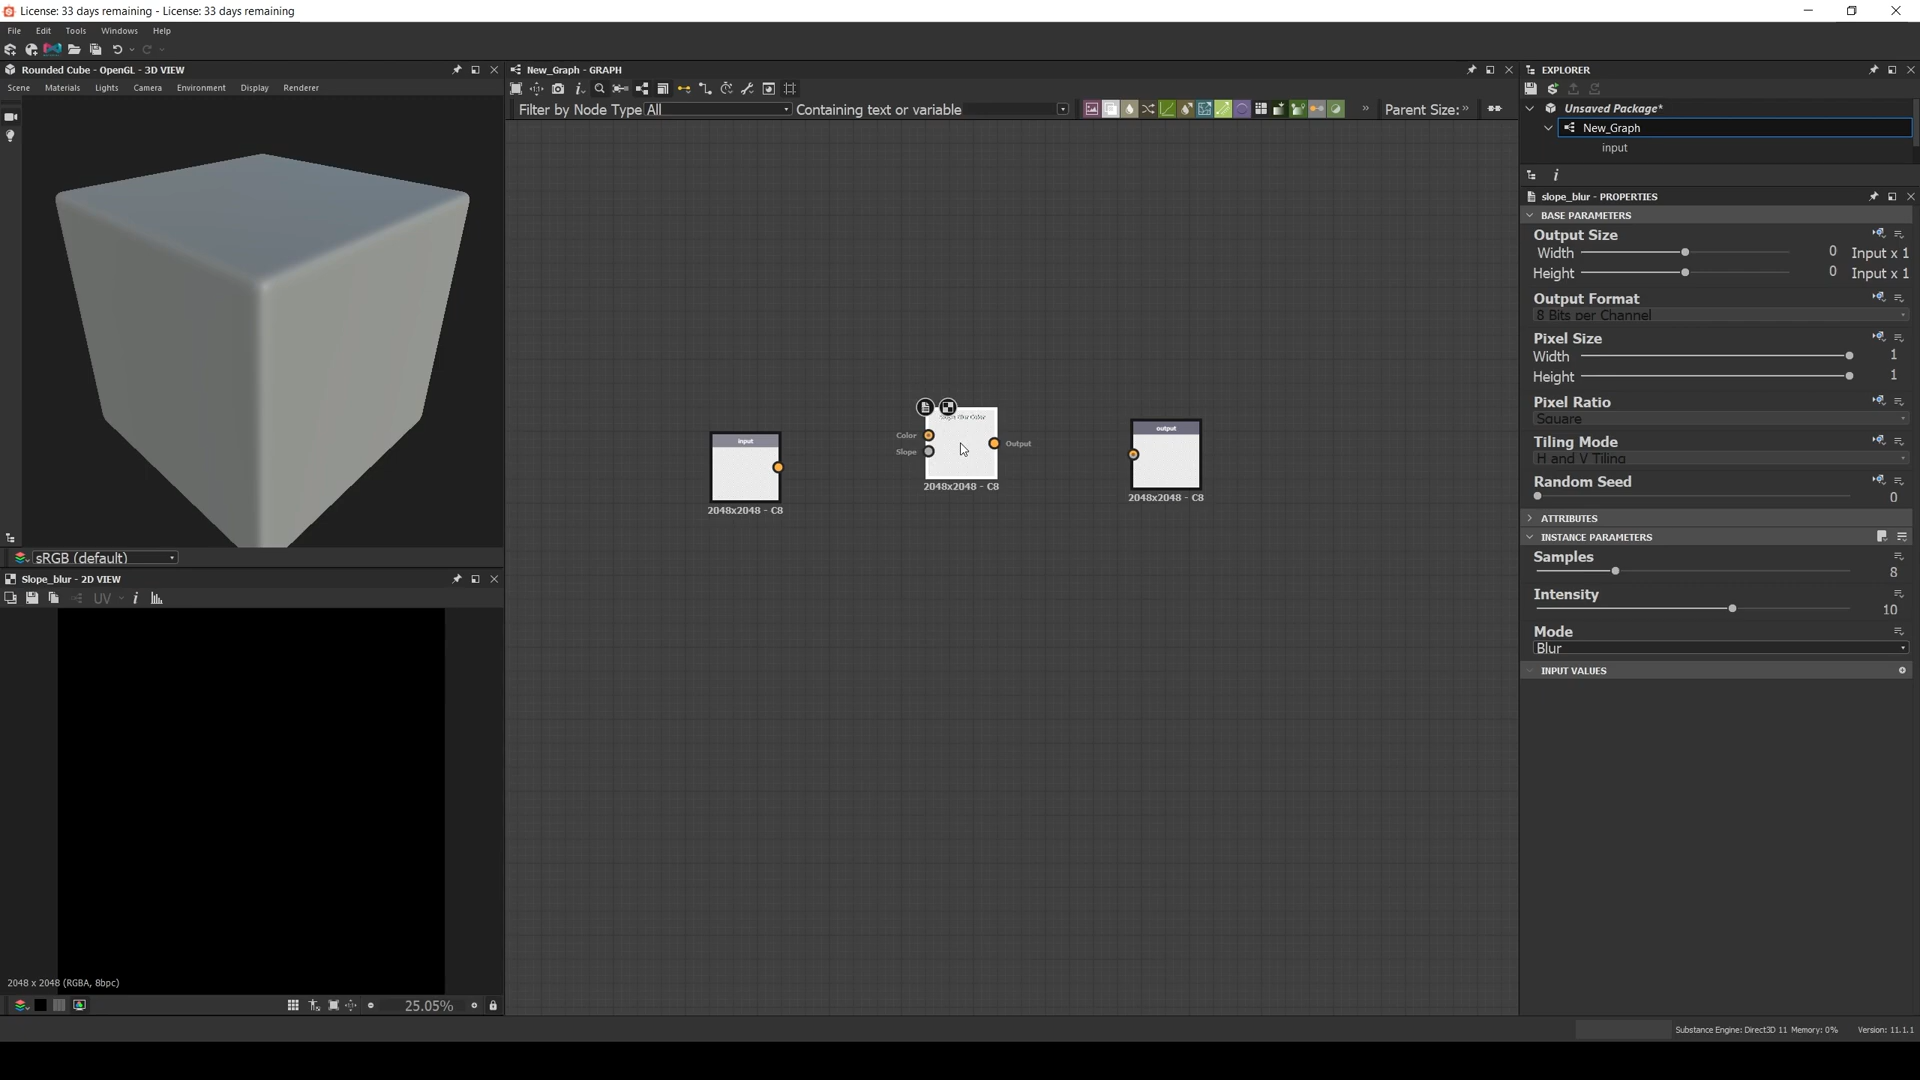 License: 33 days remaining - License: 33 days remaining
File Edit Tools Windows Help
Rounded Cube - OpenGL - 3D VIEW
Scene Materials Lights Camera Environment Display Renderer
sRGB (default)
Slope_blur - 2D VIEW
UV
2048 x 2048 (RGBA, 8bpc)
25.05%
New_Graph - GRAPH
Filter by Node Type All Containing text or variable Parent Size:
input
2048x2048 - C8
Slope Blur Color
Color
Slope
Output
2048x2048 - C8
output
2048x2048 - C8
EXPLORER
Unsaved Package*
New_Graph
input
slope_blur - PROPERTIES
BASE PARAMETERS
Output Size
Width 0 Input x 1
Height 0 Input x 1
Output Format
8 Bits per Channel
Pixel Size
Width 1
Height 1
Pixel Ratio
Square
Tiling Mode
H and V Tiling
Random Seed
0
ATTRIBUTES
INSTANCE PARAMETERS
Samples
8
Intensity
10
Mode
Blur
INPUT VALUES
Substance Engine: Direct3D 11 Memory: 0% Version: 11.1.1